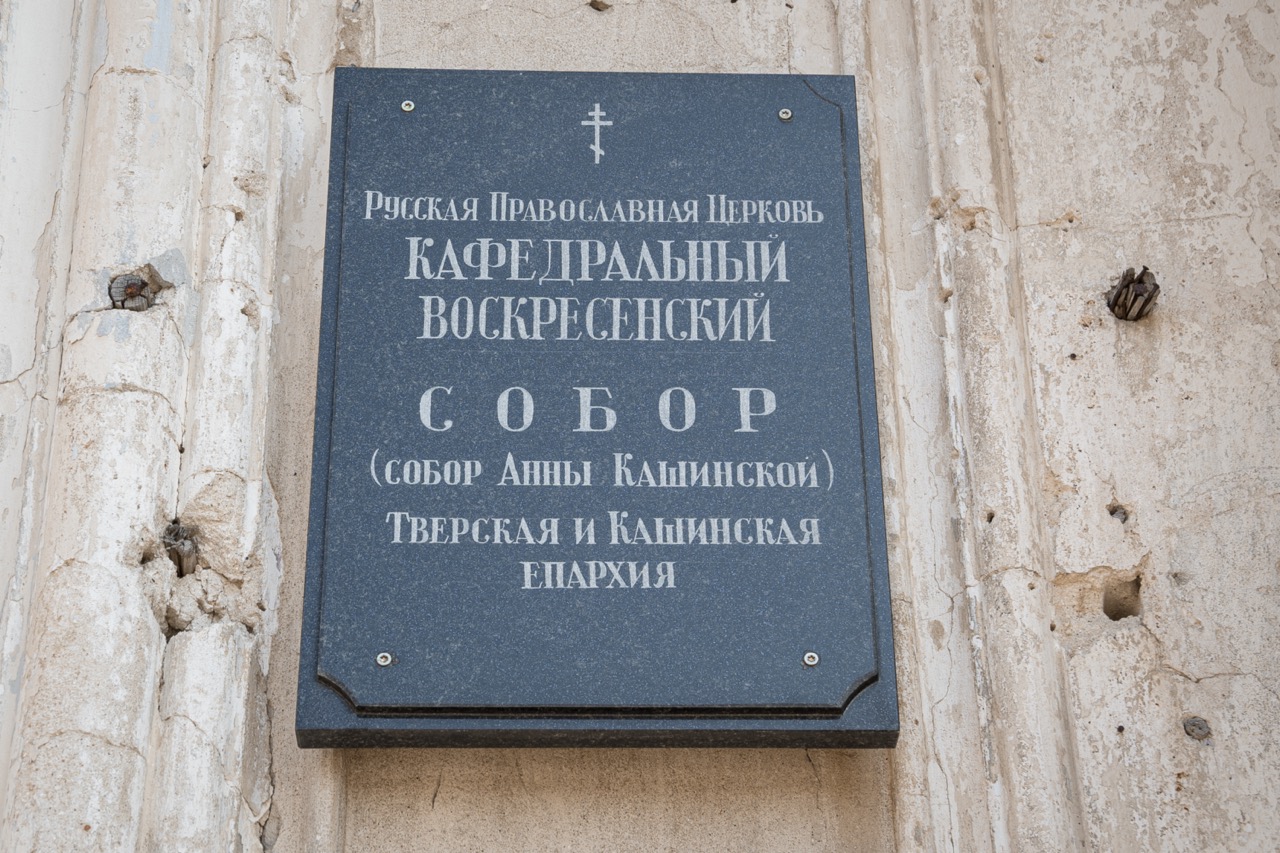 Русская Православная Церковь
КАФЕДРАЛЬНЫЙ
ВОСКРЕСЕНСКИЙ
СОБОР
(СОБОР АННЫ КАШИНСКОЙ)
ТВЕРСКАЯ И КАШИНСКАЯ
ЕПАРХИЯ